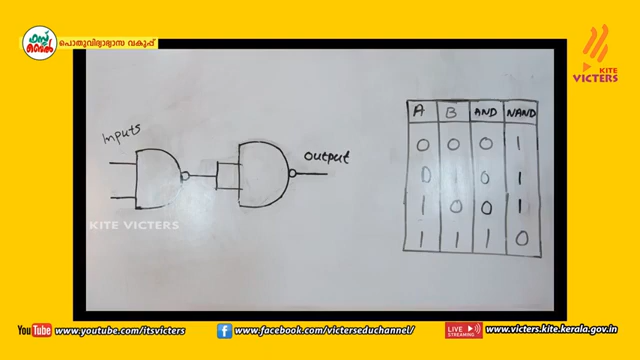 ഫസ്റ്റ്
ബെൽ
പൊതുവിദ്യാഭ്യാസ വകുപ്പ്
KITE
VICTERS
Inputs
Output
A B AND NAND
0 0 0 1
0 1 0 1
1 0 0 1
1 1 1 0
KITE VICTERS
YouTube www.youtube.com/itsvicters
f www.facebook.com/victerseduchannel/
LIVE
STREAMING
www.victers.kite.kerala.gov.in